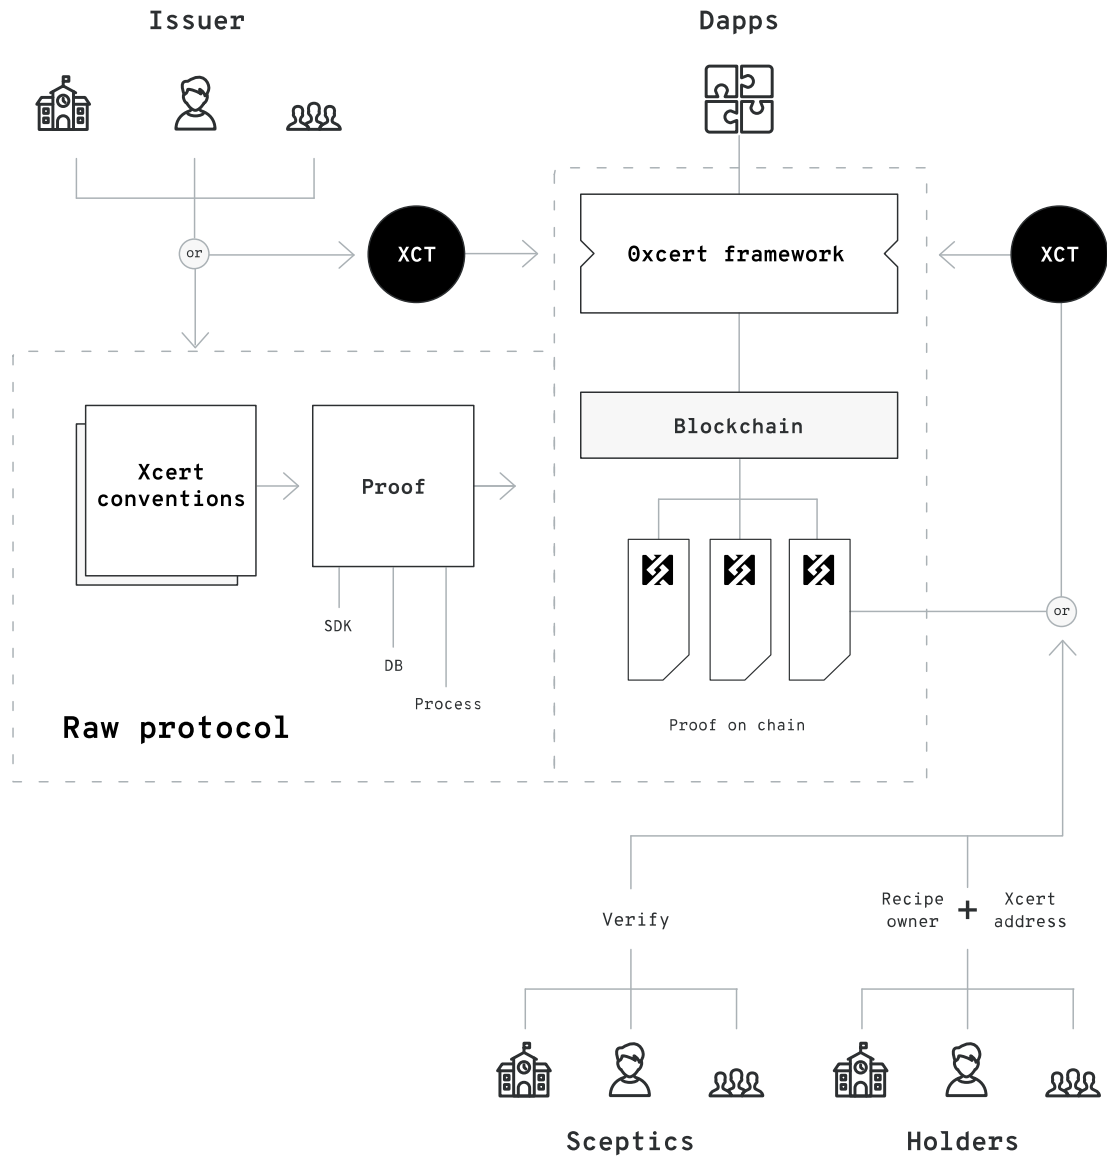 Issuer
Dapps
or
XCT
0xcert framework
XCT
Blockchain
Xcert
conventions
Proof
SDK
DB
Process
or
Raw protocol
Proof on chain
Verify
Recipe
owner
+
Xcert
address
Sceptics
Holders